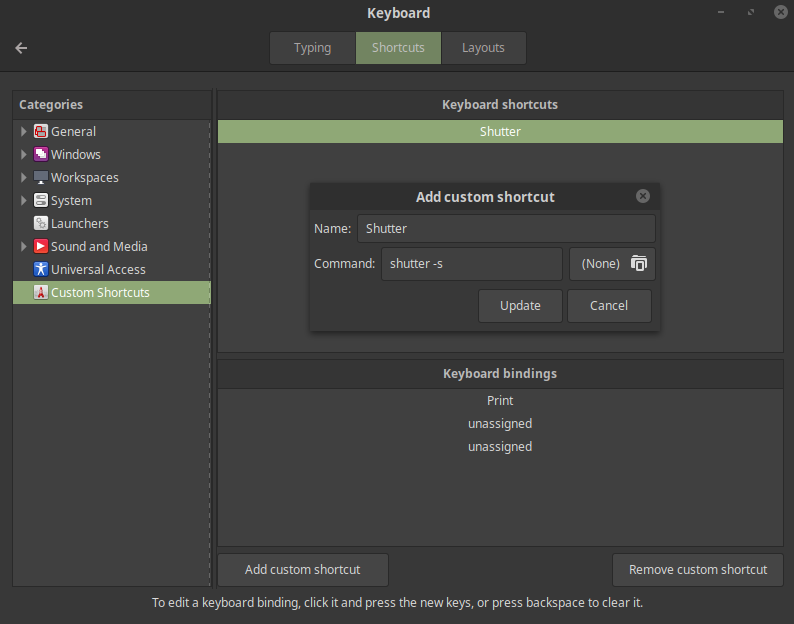 Keyboard
Typing
Shortcuts
Layouts
Categories
General
Windows
Workspaces
System
Launchers
Sound and Media
Universal Access
Custom Shortcuts
Keyboard shortcuts
Shutter
Add custom shortcut
Name: Shutter
Command: shutter -s (None)
Update Cancel
Keyboard bindings
Print
unassigned
unassigned
Add custom shortcut
Remove custom shortcut
To edit a keyboard binding, click it and press the new keys, or press backspace to clear it.